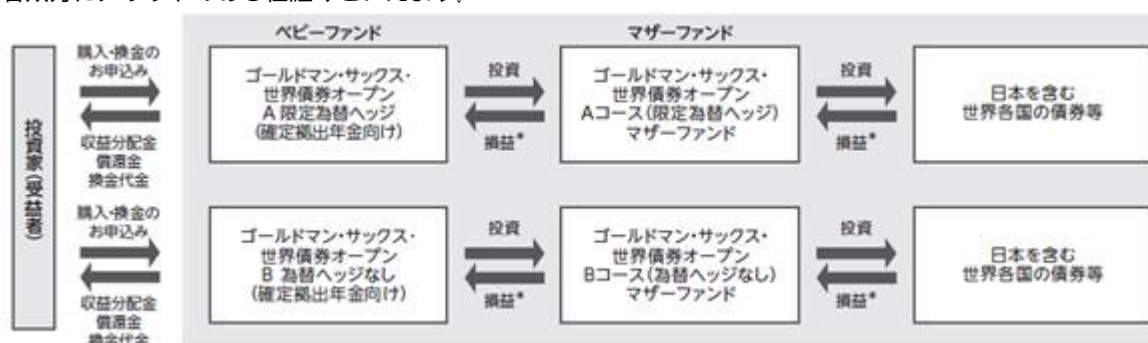 ベビーファンド
マザーファンド
投資家(受益者)
購入・換金の
お申込み
収益分配金
償還金
換金代金
ゴールドマン・サックス・
世界債券オープン
A 限定為替ヘッジ
(確定拠出年金向け)
投資
損益*
ゴールドマン・サックス・
世界債券オープン
Aコース(限定為替ヘッジ)
マザーファンド
投資
損益*
日本を含む
世界各国の債券等
購入・換金の
お申込み
収益分配金
償還金
換金代金
ゴールドマン・サックス・
世界債券オープン
B 為替ヘッジなし
(確定拠出年金向け)
投資
損益*
ゴールドマン・サックス・
世界債券オープン
Bコース(為替ヘッジなし)
マザーファンド
投資
損益*
日本を含む
世界各国の債券等